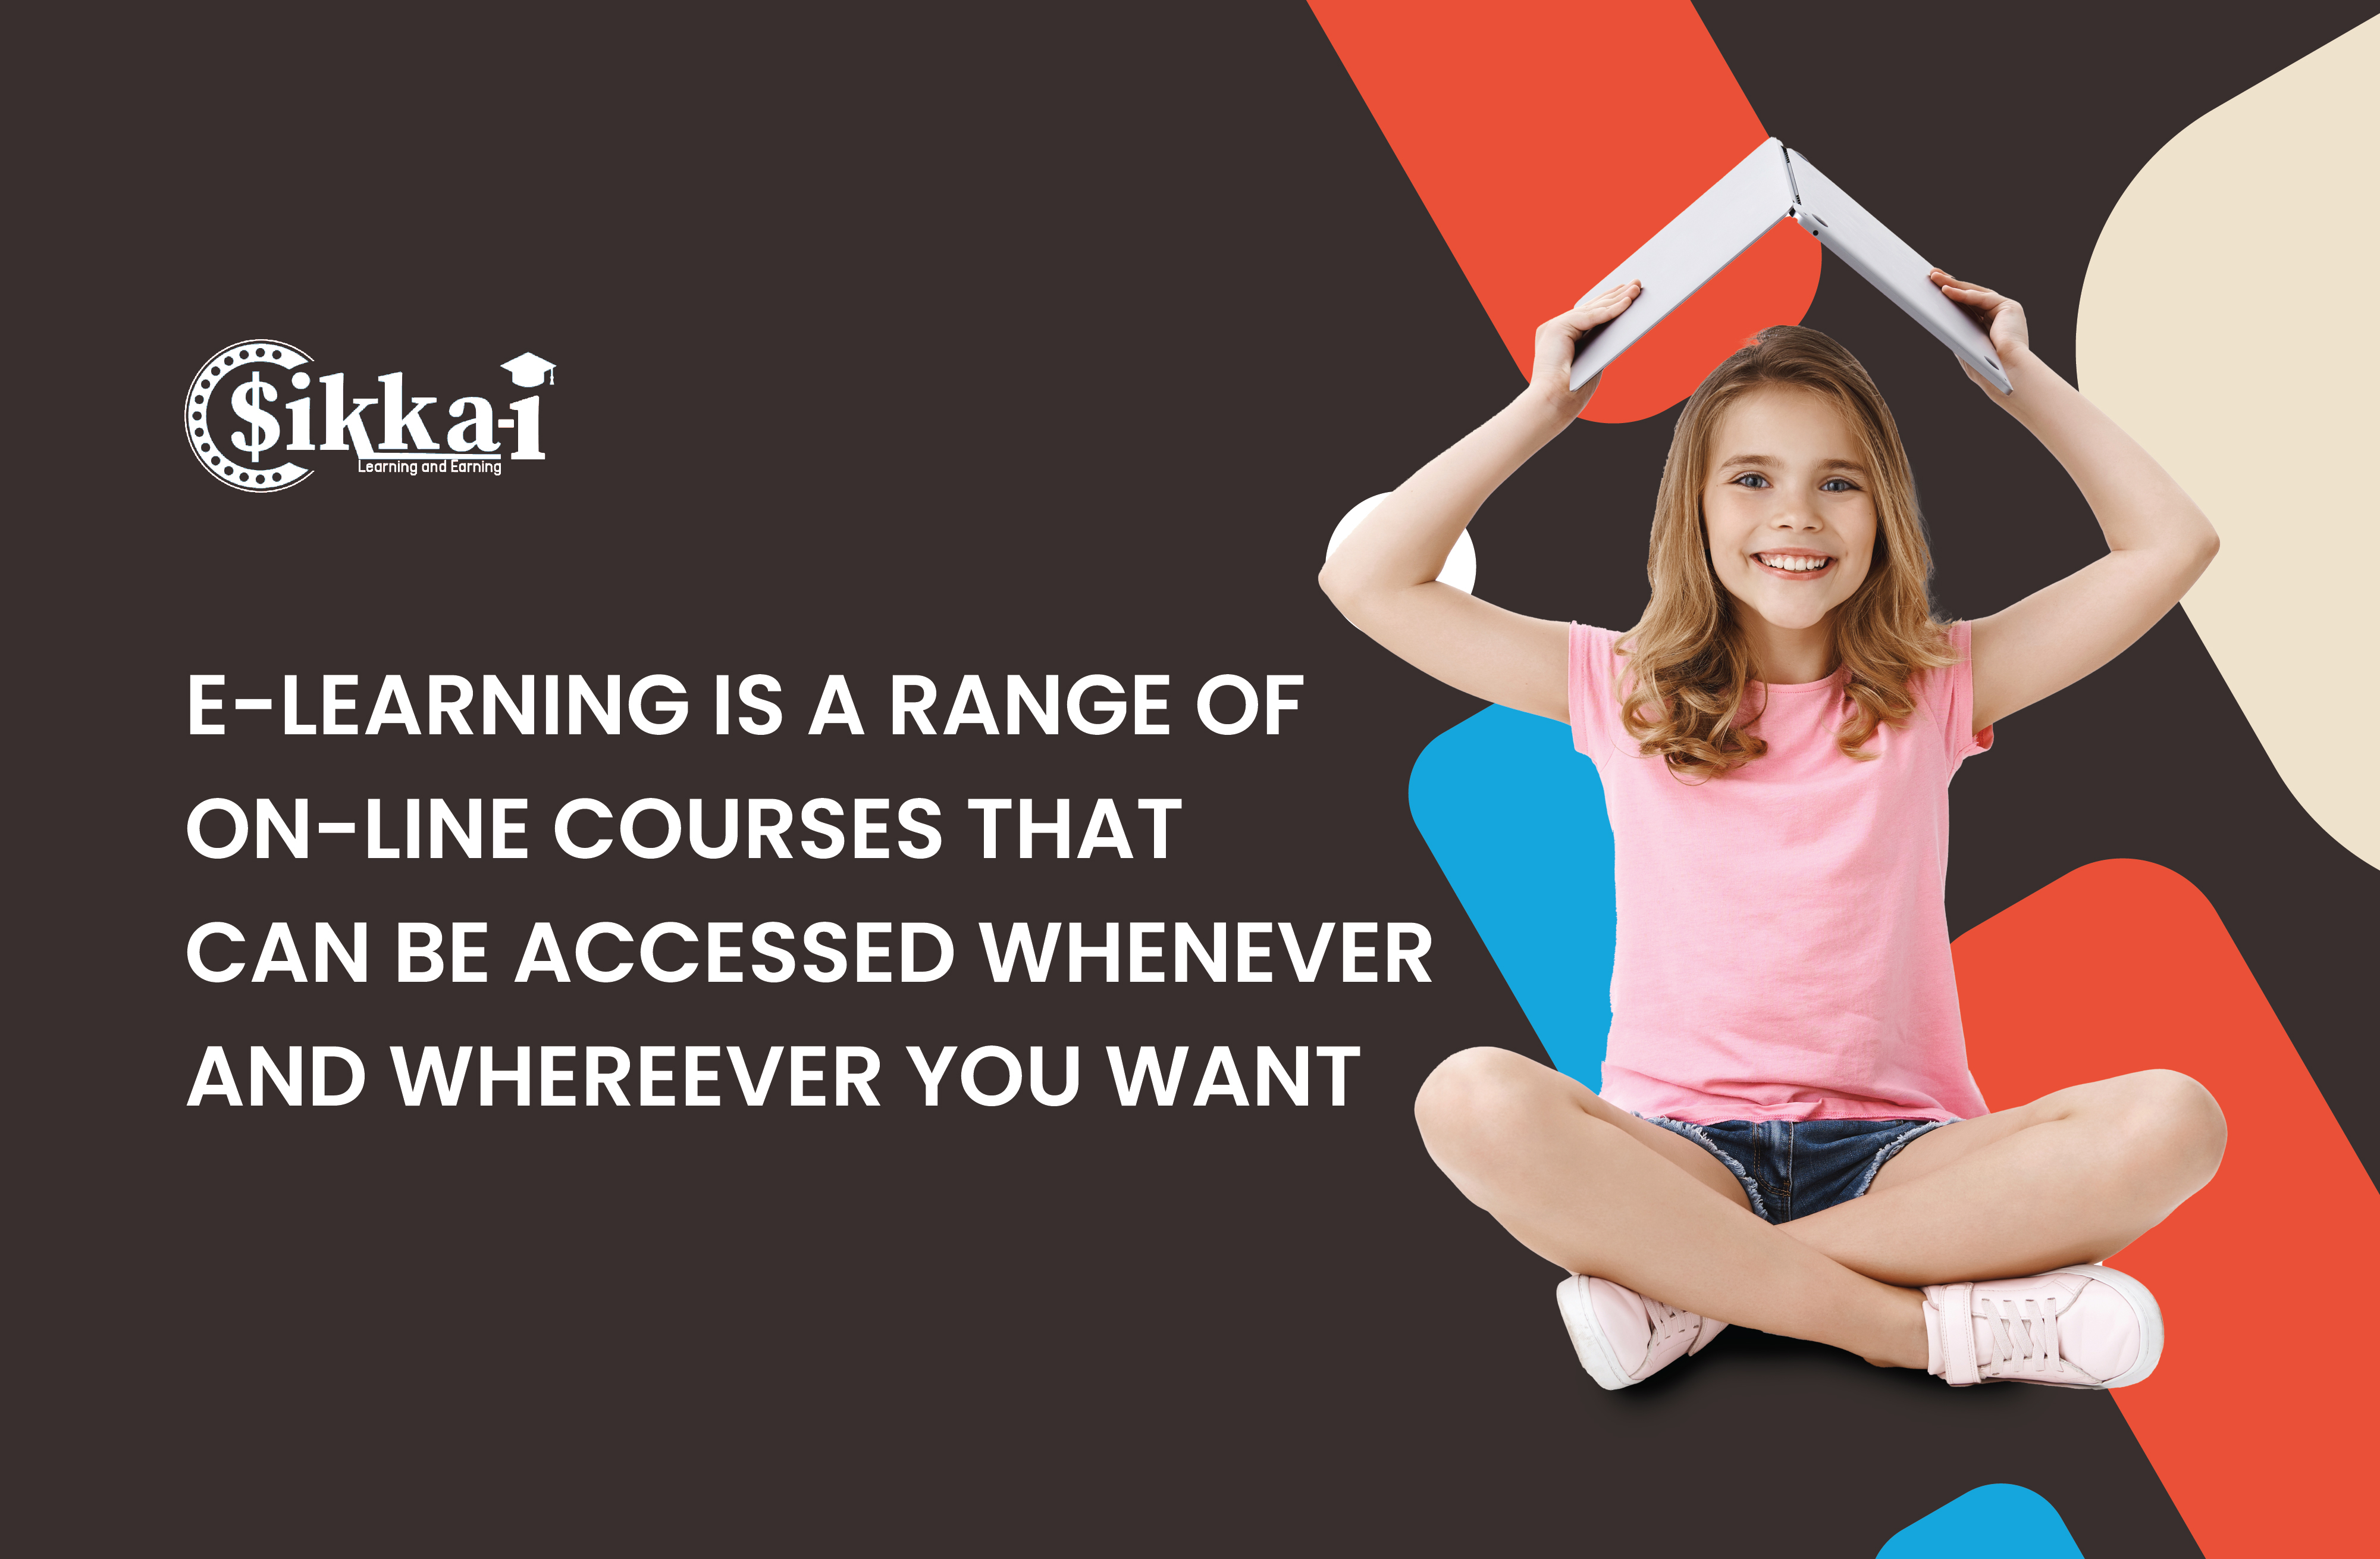 $ikka-i
Learning and Earning
E-LEARNING IS A RANGE OF
ON-LINE COURSES THAT
CAN BE ACCESSED WHENEVER
AND WHEREEVER YOU WANT